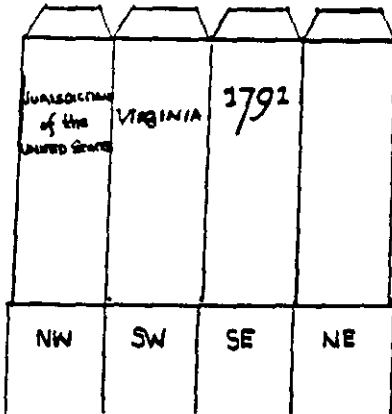 JURISDICTION
of the
UNITED STATES
VIRGINIA
1791
NW
SW
SE
NE